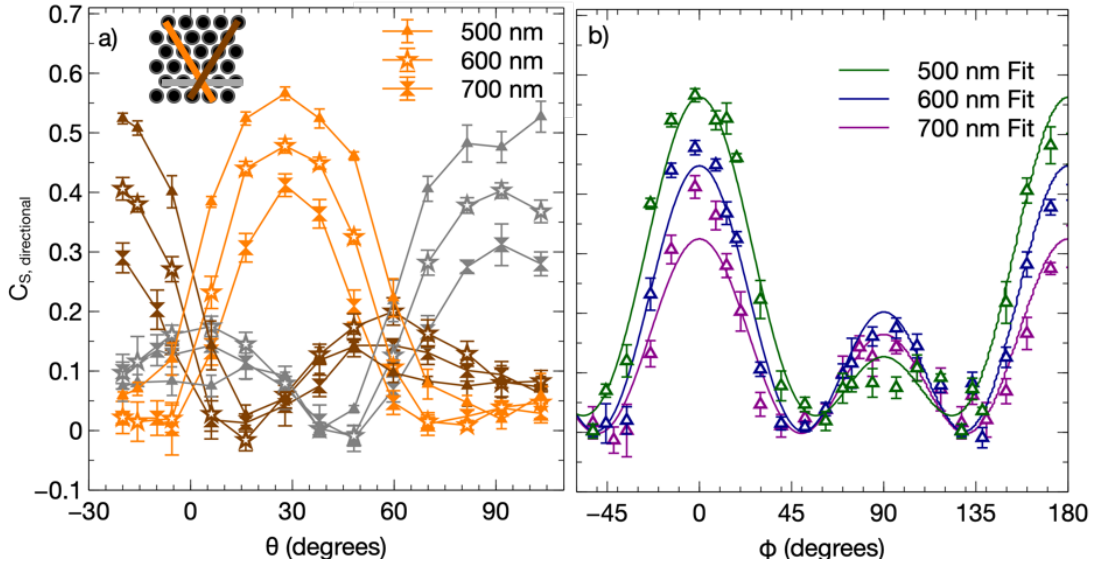 a)
500 nm
600 nm
700 nm
0.7
0.6
0.5
0.4
0.3
0.2
0.1
0
−0.1
C_S, directional
−30
0
30
60
90
θ (degrees)
b)
500 nm Fit
600 nm Fit
700 nm Fit
−45
0
45
90
135
180
Φ (degrees)